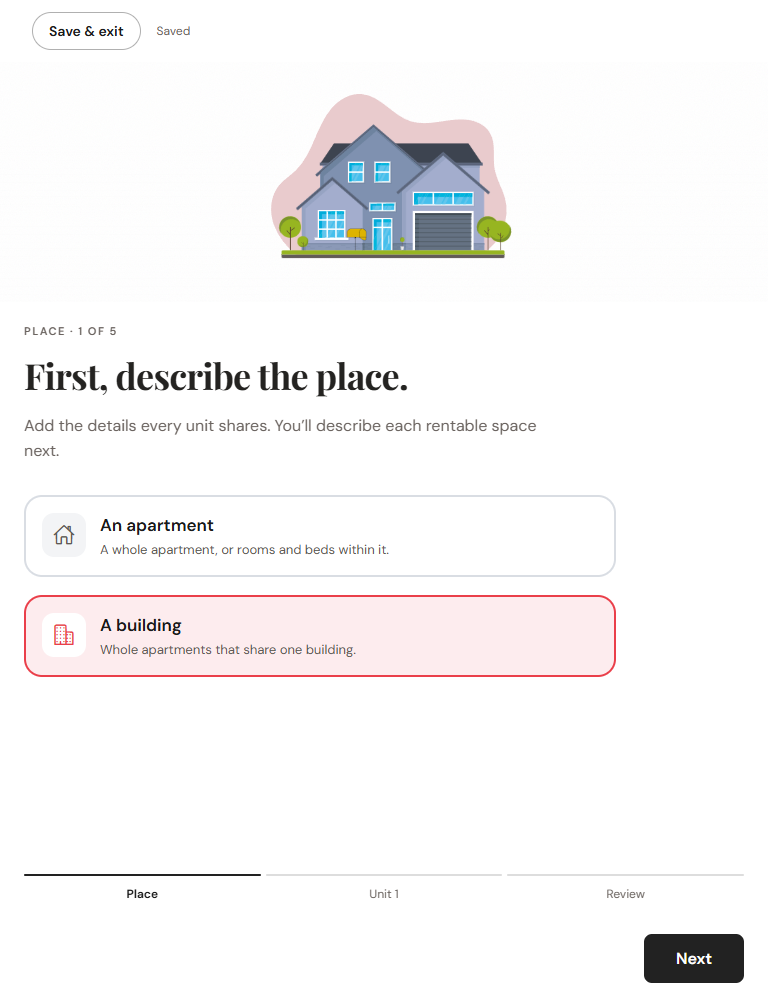 Save & exit
Saved
PLACE · 1 OF 5
First, describe the place.
Add the details every unit shares. You’ll describe each rentable space
next.
An apartment
A whole apartment, or rooms and beds within it.
A building
Whole apartments that share one building.
Place
Unit 1
Review
Next